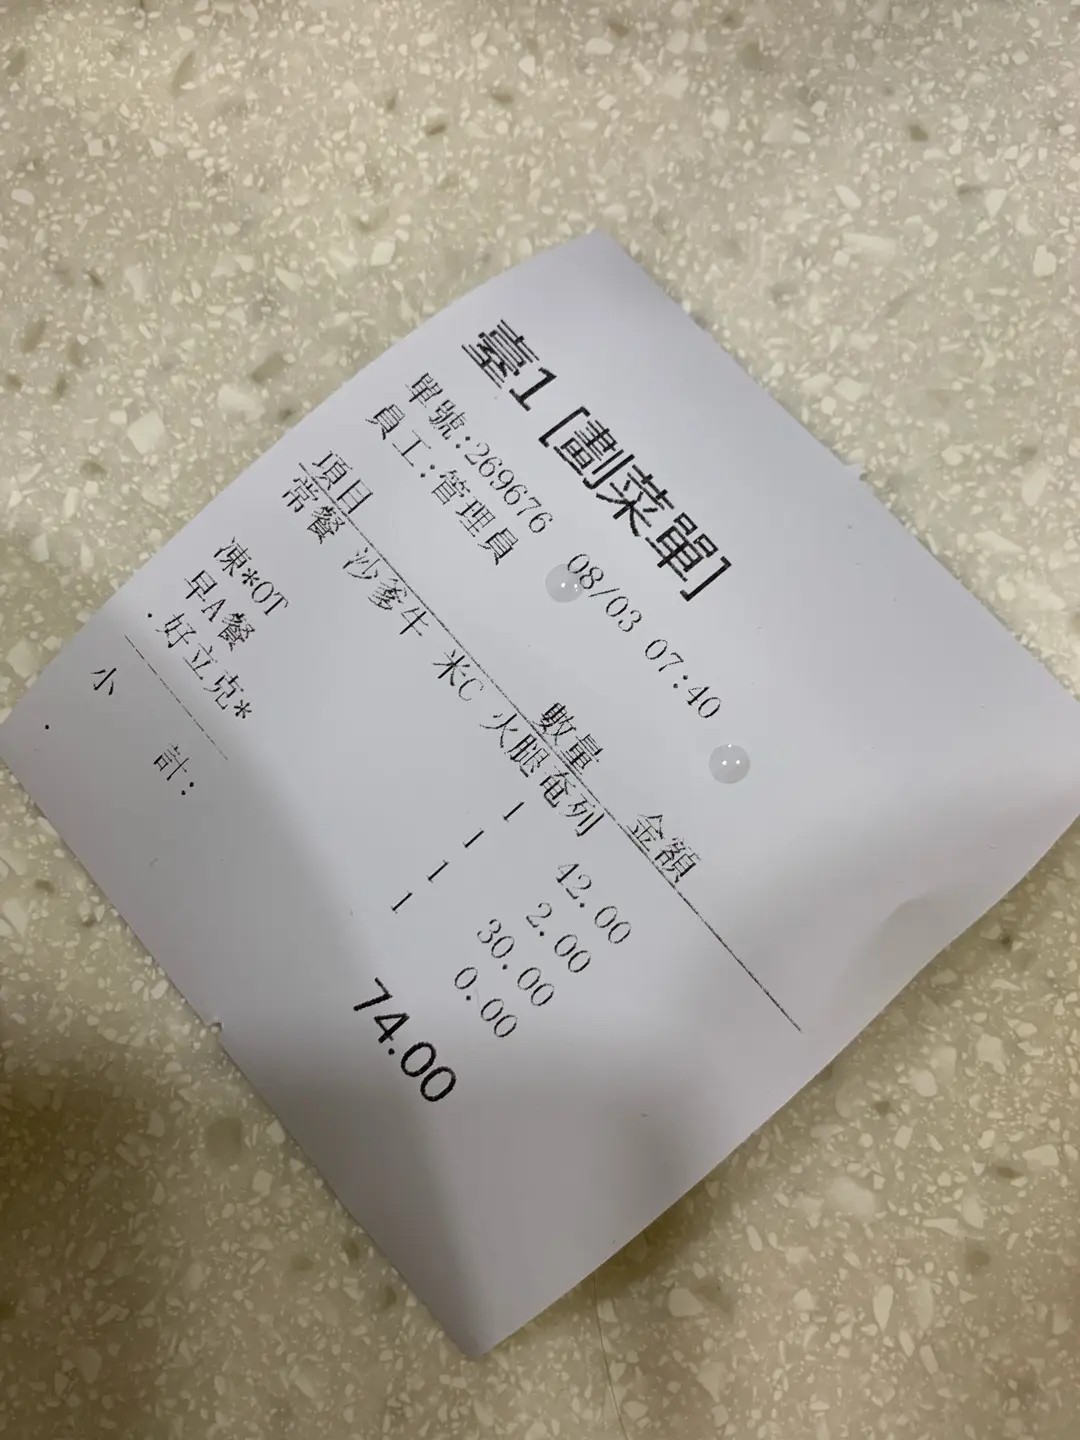 臺1 [劃菜單]
單號:269676 08/03 07:40
員工:管理員
項目 數量 金額
常餐 沙爹牛 米C 火腿奄列
1 42.00
凍*OT 1 2.00
早A餐 1 30.00
.好立克* 1 0.00
小 計: 74.00